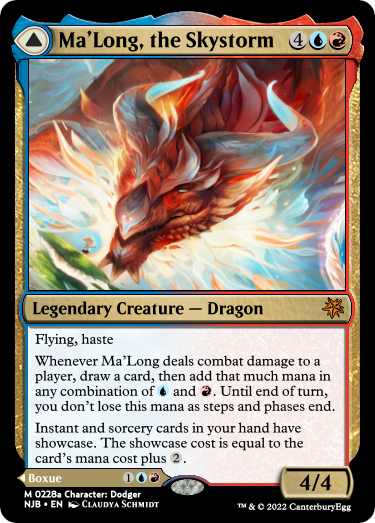 Ma'Long, the Skystorm 4
Legendary Creature — Dragon
Flying, haste
Whenever Ma'Long deals combat damage to a
player, draw a card, then add that much mana in
any combination of and . Until end of turn,
you don't lose this mana as steps and phases end.
Instant and sorcery cards in your hand have
showcase. The showcase cost is equal to the
card's mana cost plus 2.
Boxue 1
4/4
M 0228a Character: Dodger
NJB • EN Claudya Schmidt
™ & © 2022 CanterburyEgg